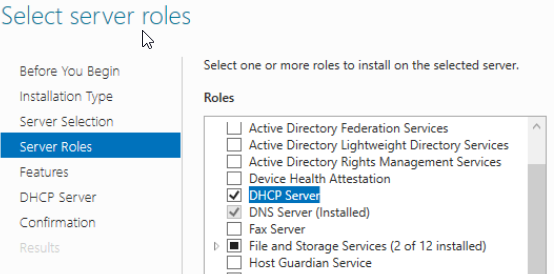 Select server roles
Before You Begin
Installation Type
Server Selection
Server Roles
Features
DHCP Server
Confirmation
Results
Select one or more roles to install on the selected server.
Roles
Active Directory Federation Services
Active Directory Lightweight Directory Services
Active Directory Rights Management Services
Device Health Attestation
DHCP Server
DNS Server (Installed)
Fax Server
File and Storage Services (2 of 12 installed)
Host Guardian Service